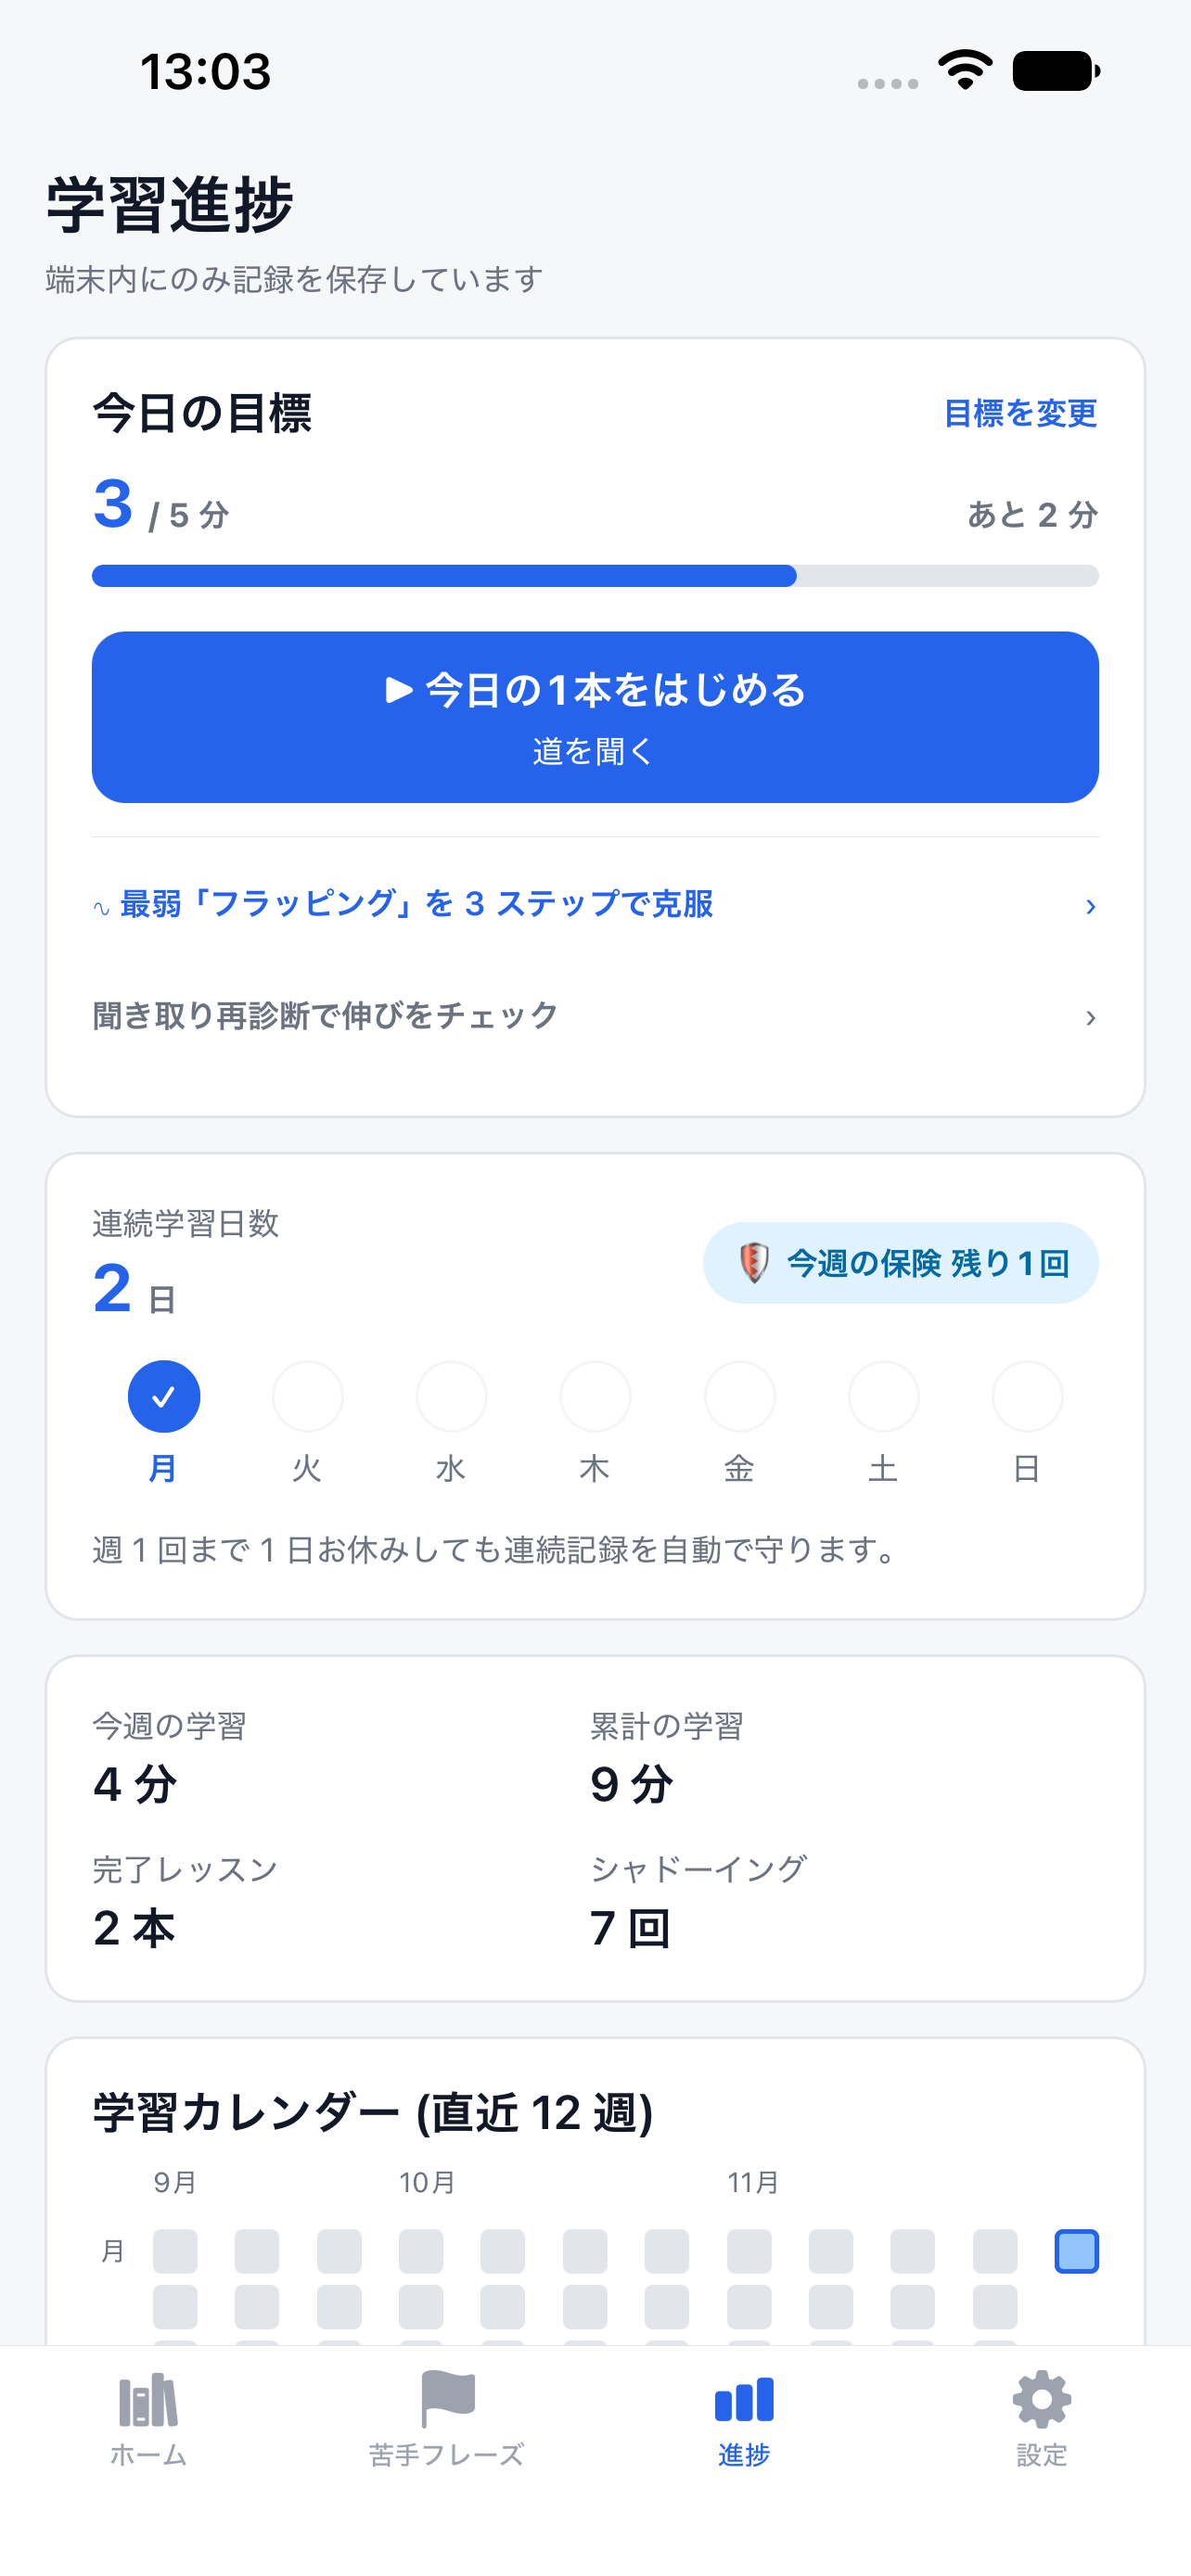 13:03
学習進捗
端末内にのみ記録を保存しています
今日の目標
目標を変更
3 / 5 分
あと 2 分
今日の1本をはじめる
道を聞く
最弱「フラッピング」を 3 ステップで克服
聞き取り再診断で伸びをチェック
連続学習日数
2 日
今週の保険 残り1回
月 火 水 木 金 土 日
週 1 回まで 1 日お休みしても連続記録を自動で守ります。
今週の学習 累計の学習
4 分 9 分
完了レッスン シャドーイング
2 本 7 回
学習カレンダー (直近 12 週)
9月 10月 11月
月
ホーム 苦手フレーズ 進捗 設定